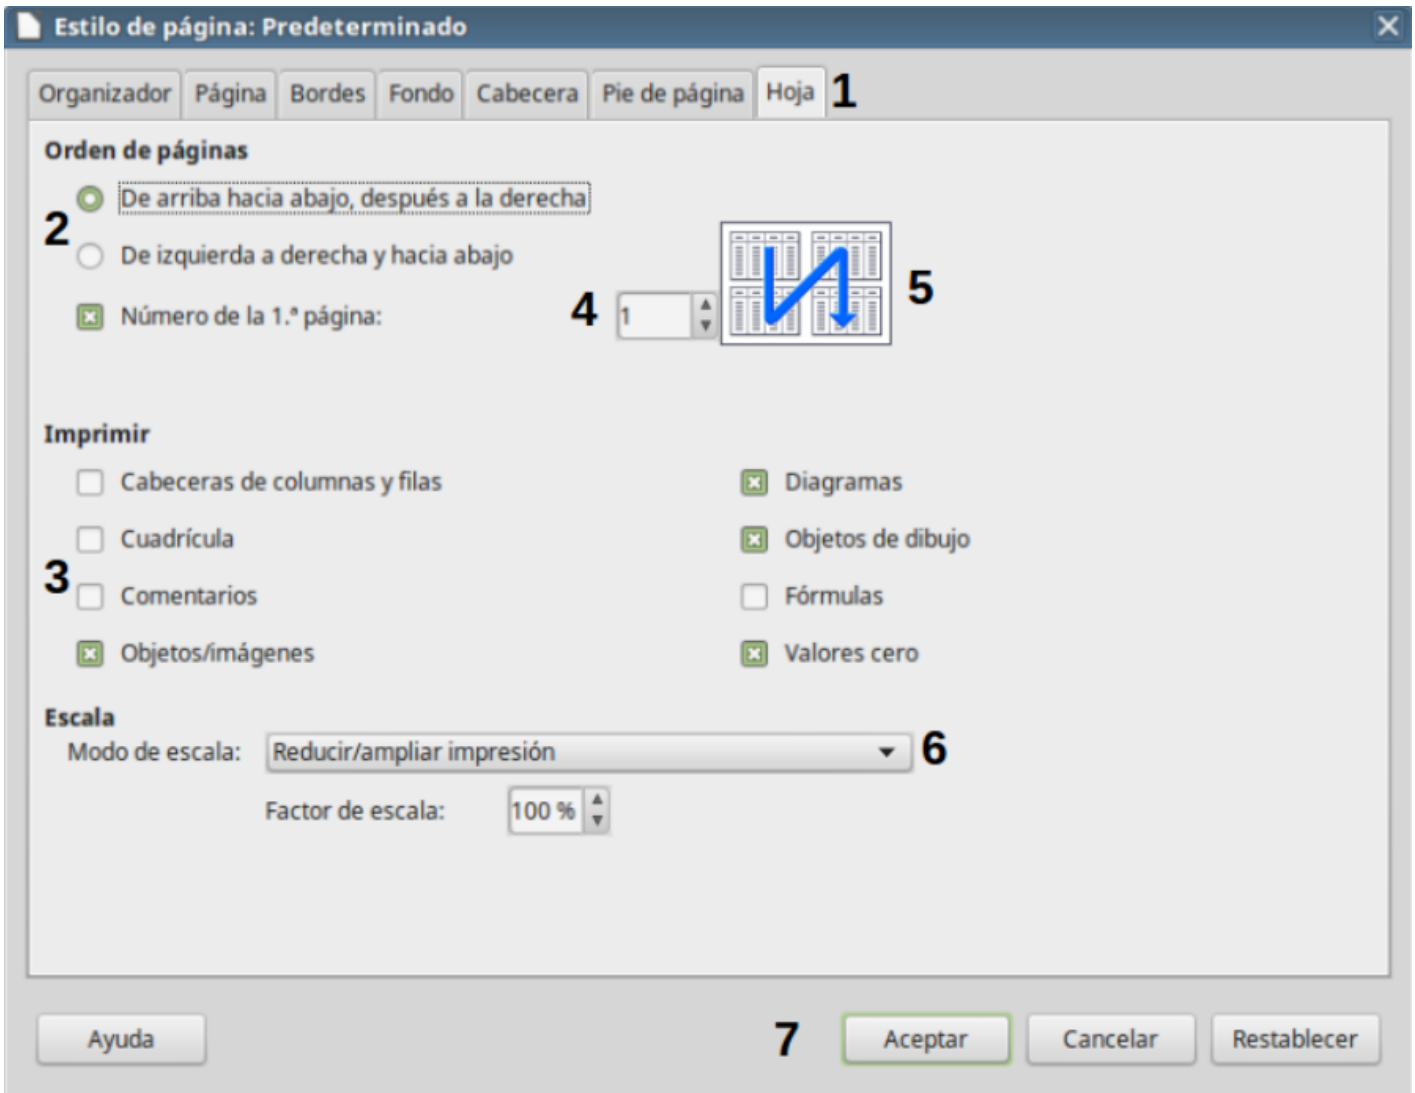 Estilo de página: Predeterminado
Organizador Página Bordes Fondo Cabecera Pie de página Hoja 1
Orden de páginas
De arriba hacia abajo, después a la derecha
2
De izquierda a derecha y hacia abajo
5
Número de la 1.ª página: 4 1
Imprimir
Cabeceras de columnas y filas Diagramas
Cuadrícula Objetos de dibujo
3
Comentarios Fórmulas
Objetos/imágenes Valores cero
Escala
Modo de escala: Reducir/ampliar impresión 6
Factor de escala: 100 %
Ayuda 7 Aceptar Cancelar Restablecer